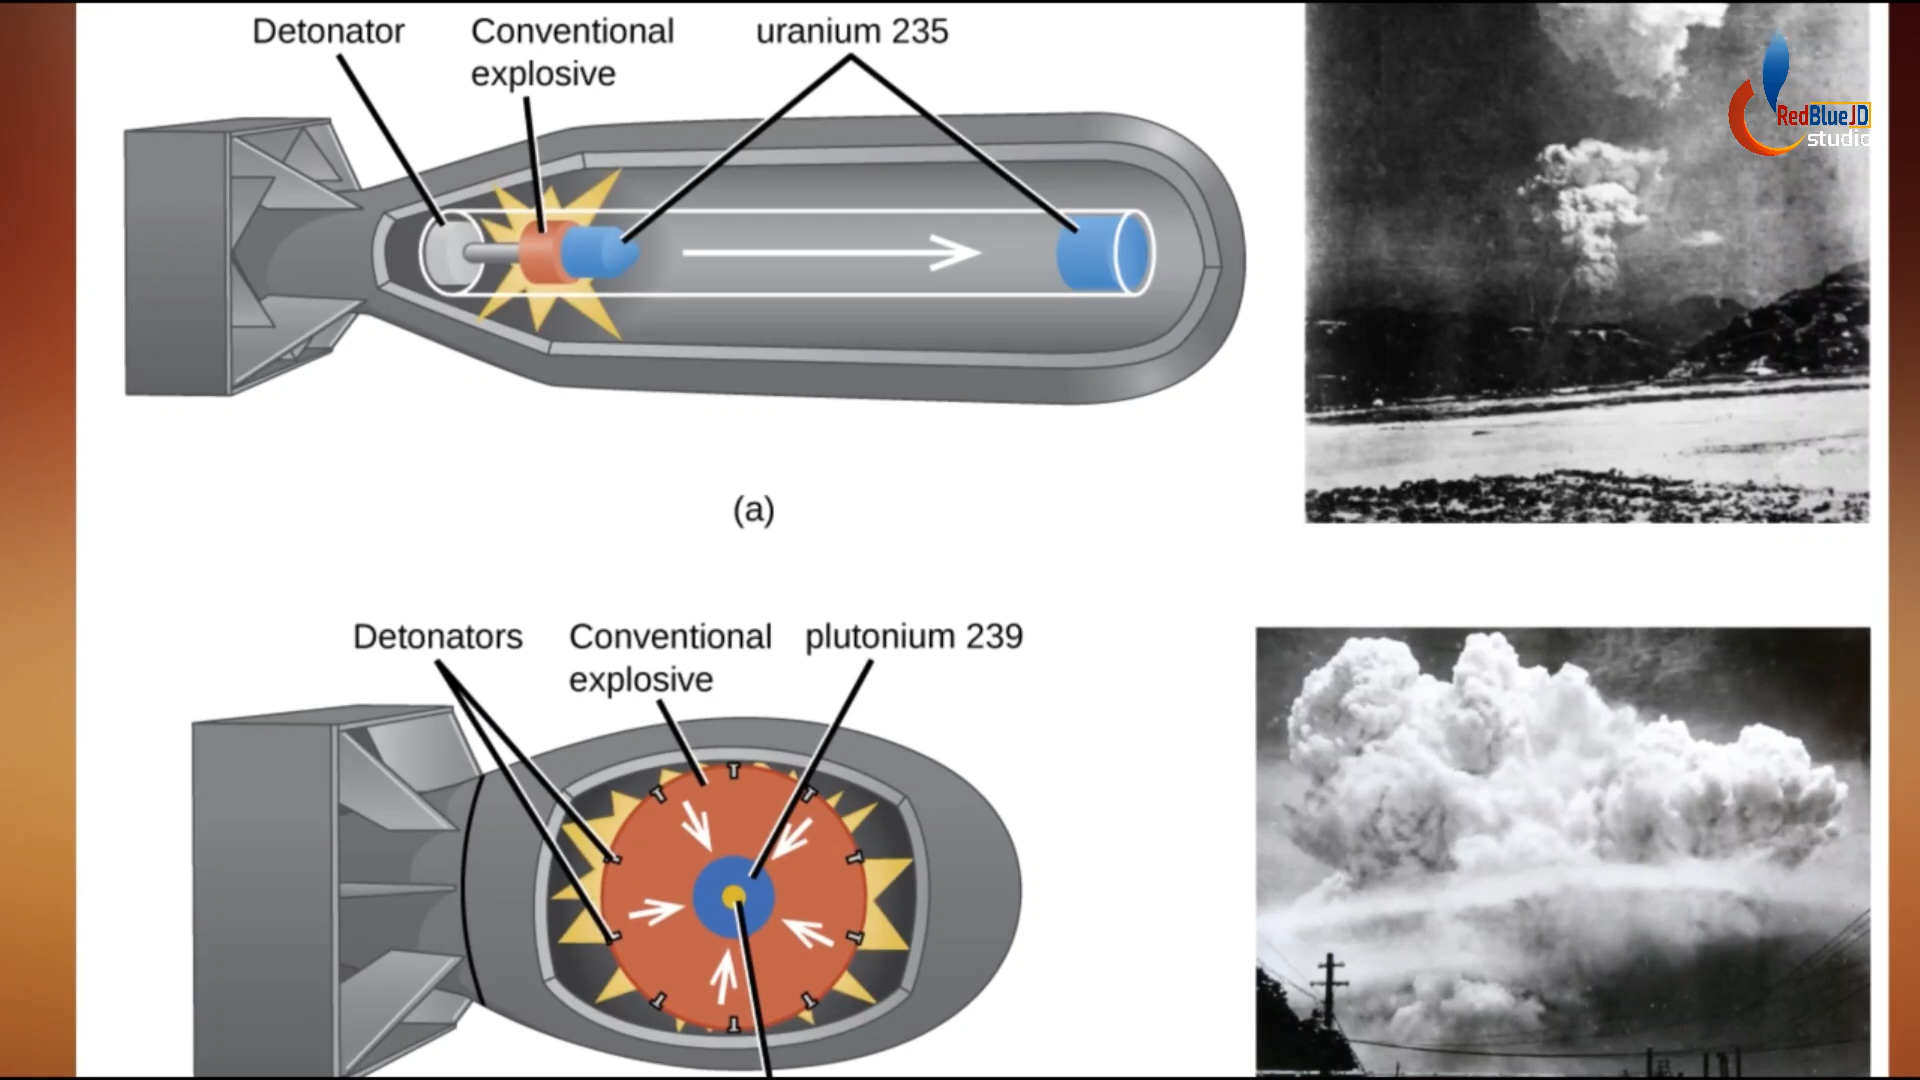 Detonator
Conventional
explosive
uranium 235
RedBlueJD
studio
(a)
Detonators
Conventional
explosive
plutonium 239